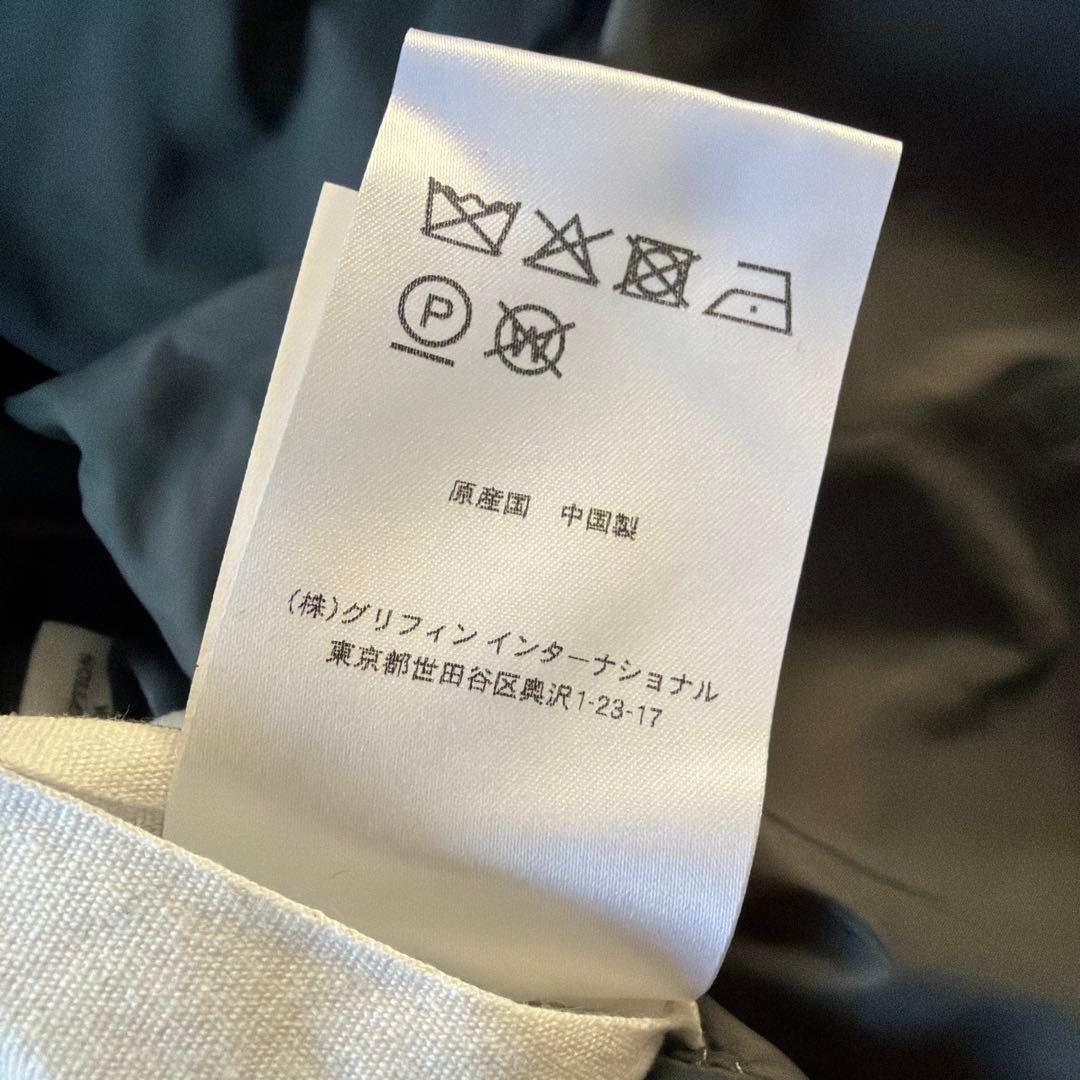 P
W
原産国　中国製
(株)グリフィン インターナショナル
東京都世田谷区奥沢1-23-17